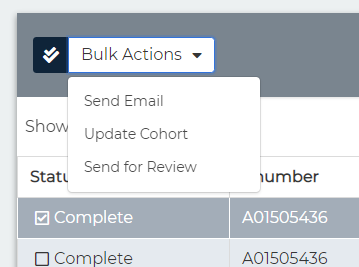 Bulk Actions
Send Email
Show
Update Cohort
Send for Review
Statu number
Complete A01505436
Complete A01505436